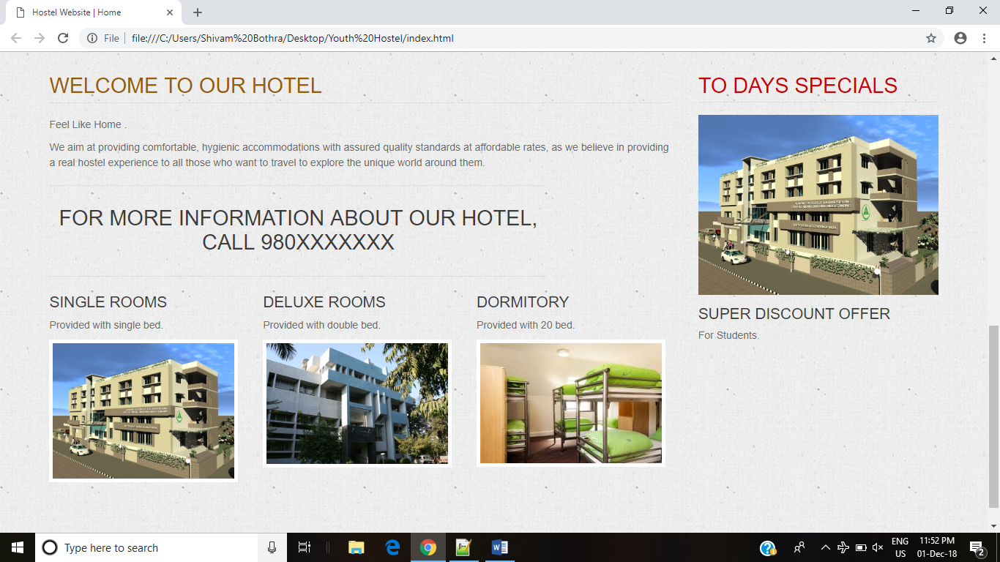 Hostel Website | Home
File
file:///C:/Users/Shivam%20Bothra/Desktop/Youth%20Hostel/index.html
WELCOME TO OUR HOTEL
Feel Like Home .
We aim at providing comfortable, hygienic accommodations with assured quality standards at affordable rates, as we believe in providing
a real hostel experience to all those who want to travel to explore the unique world around them.
FOR MORE INFORMATION ABOUT OUR HOTEL,
CALL 980XXXXXXX
SINGLE ROOMS
Provided with single bed.
DELUXE ROOMS
Provided with double bed.
DORMITORY
Provided with 20 bed.
TO DAYS SPECIALS
SUPER DISCOUNT OFFER
For Students.
Type here to search
ENG
US
11:52 PM
01-Dec-18
2